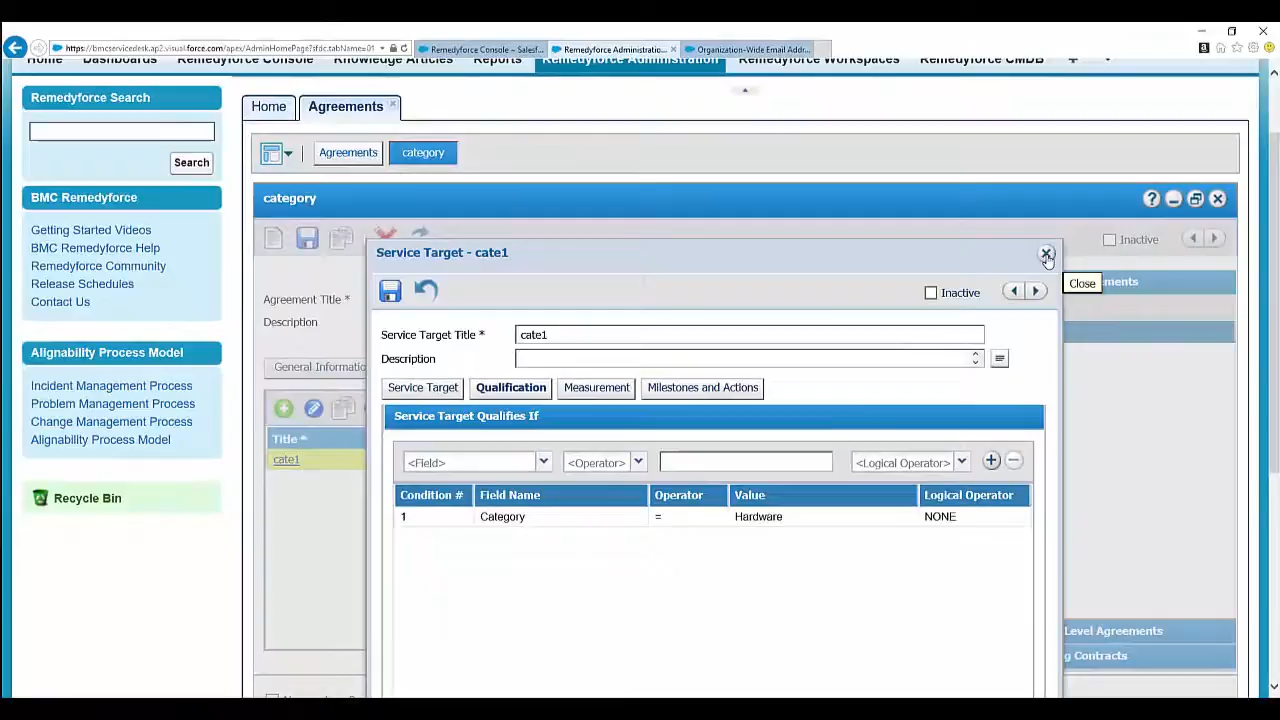 https://bmcservicedesk.ap2.visual.force.com/apex/AdminHomePage?sfdc.tabName=01
Remedyforce Console – Salesf...
Remedyforce Administratio...
Organization-Wide Email Addr...
Home
Dashboards
Remedyforce Console
Knowledge Articles
Reports
Remedyforce Administration
Remedyforce Workspaces
Remedyforce CMDB
Remedyforce Search
Search
BMC Remedyforce
Getting Started Videos
BMC Remedyforce Help
Remedyforce Community
Release Schedules
Contact Us
Alignability Process Model
Incident Management Process
Problem Management Process
Change Management Process
Alignability Process Model
Recycle Bin
Home
Agreements
Agreements
category
category
Inactive
Agreement Title *
Description
General Informatio
Title
cate1
ments
Level Agreements
g Contracts
Service Target - cate1
Close
Inactive
Service Target Title * cate1
Description
Service Target Qualification Measurement Milestones and Actions
Service Target Qualifies If
<Field> <Operator> <Logical Operator>
Condition # Field Name Operator Value Logical Operator
1 Category = Hardware NONE